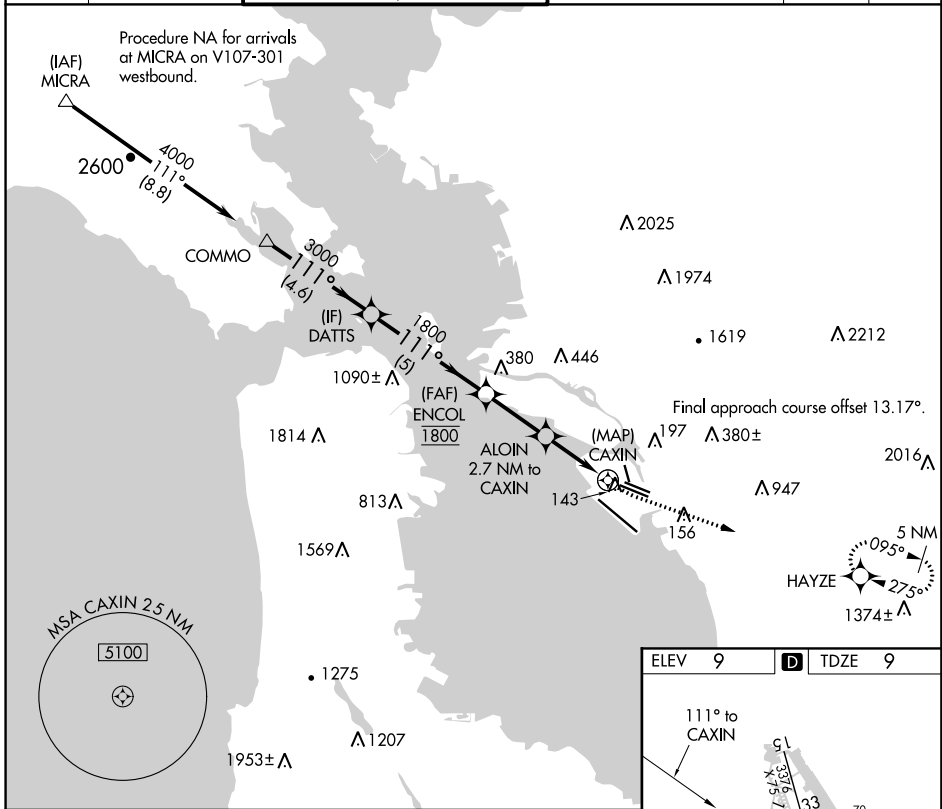 Procedure NA for arrivals
at MICRA on V107-301
westbound.
(IAF)
MICRA
2600
4000
111°
(8.8)
COMMO
3000
111°
(4.6)
(IF)
DATTS
1800
111°
(5)
2025
1974
1619
2212
380
446
1090±
(FAF)
ENCOL
1800
Final approach course offset 13.17°.
1814
ALOIN
2.7 NM to
CAXIN
(MAP)
CAXIN
197
380±
2016
813
143
947
156
1569
5 NM
095°
HAYZE
275°
1374±
MSA CAXIN 25 NM
5100
1275
1207
1953±
ELEV 9
D
TDZE 9
111° to
CAXIN
15
3376
X 75
33